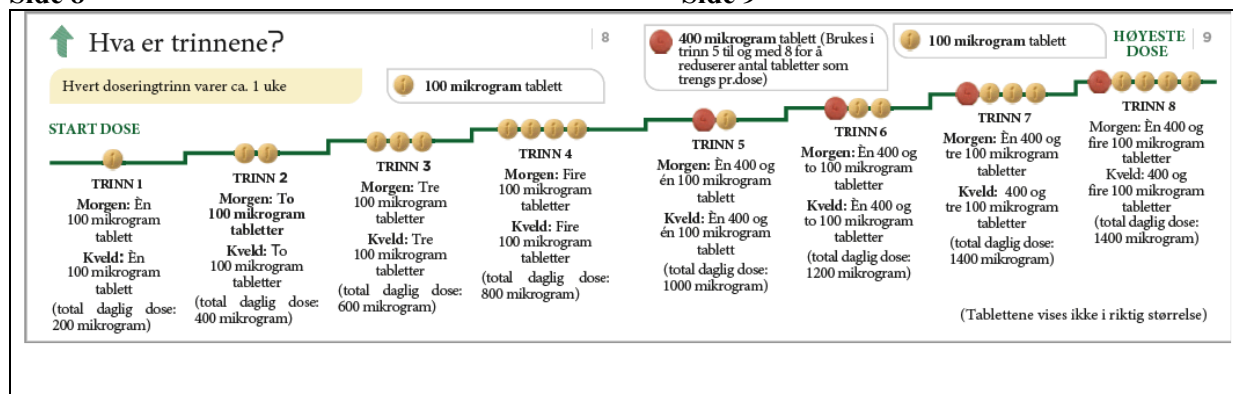 Side 8
Side 9
Hva er trinnene?
8
Hvert doseringtrinn varer ca. 1 uke
100 mikrogram tablett
400 mikrogram tablett (Brukes i
trinn 5 til og med 8 for å
reduserer antal tabletter som
trengs pr.dose)
100 mikrogram tablett
HØYESTE
DOSE
9
START DOSE
TRINN 1
Morgen: Èn
100 mikrogram
tablett
Kveld: Èn
100 mikrogram
tablett
(total daglig dose:
200 mikrogram)
TRINN 2
Morgen: To
100 mikrogram
tabletter
Kveld: To
100 mikrogram
tabletter
(total daglig dose:
400 mikrogram)
TRINN 3
Morgen: Tre
100 mikrogram
tabletter
Kveld: Tre
100 mikrogram
tabletter
(total daglig dose:
600 mikrogram)
TRINN 4
Morgen: Fire
100 mikrogram
tabletter
Kveld: Fire
100 mikrogram
tabletter
(total daglig dose:
800 mikrogram)
TRINN 5
Morgen: Èn 400 og
én 100 mikrogram
tablett
Kveld: Èn 400 og
én 100 mikrogram
tablett
(total daglig dose:
1000 mikrogram)
TRINN 6
Morgen: Èn 400 og
to 100 mikrogram
tabletter
Kveld: Èn 400 og
to 100 mikrogram
tabletter
(total daglig dose:
1200 mikrogram)
TRINN 7
Morgen: Èn 400 og
tre 100 mikrogram
tabletter
Kveld: 400 og
tre 100 mikrogram
tabletter
(total daglig dose:
1400 mikrogram)
TRINN 8
Morgen: Èn 400 og
fire 100 mikrogram
tabletter
Kveld: 400 og
fire 100 mikrogram
tabletter
(total daglig dose:
1400 mikrogram)
(Tablettene vises ikke i riktig størrelse)